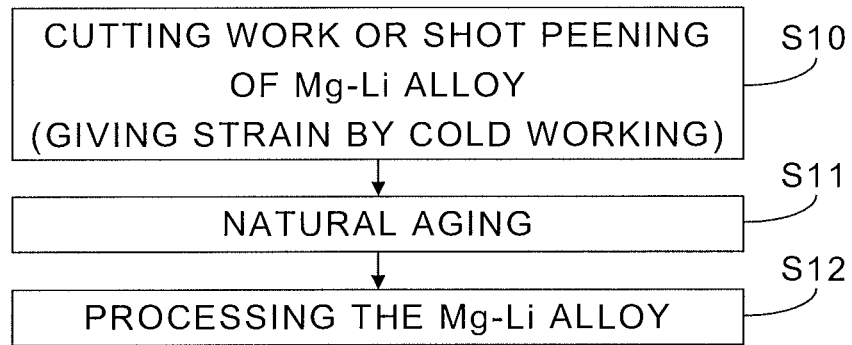 CUTTING WORK OR SHOT PEENING
OF Mg-Li ALLOY
(GIVING STRAIN BY COLD WORKING)
S10
NATURAL AGING
S11
PROCESSING THE Mg-Li ALLOY
S12